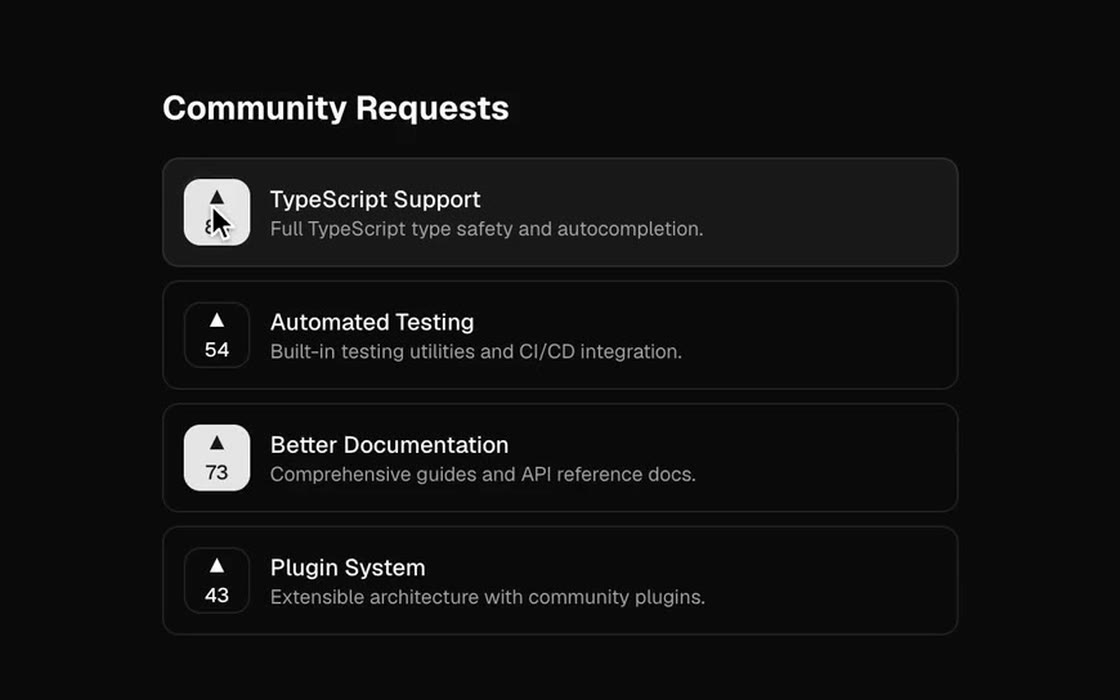 Community Requests
▲
TypeScript Support
Full TypeScript type safety and autocompletion.
▲
54
Automated Testing
Built-in testing utilities and CI/CD integration.
▲
73
Better Documentation
Comprehensive guides and API reference docs.
▲
43
Plugin System
Extensible architecture with community plugins.